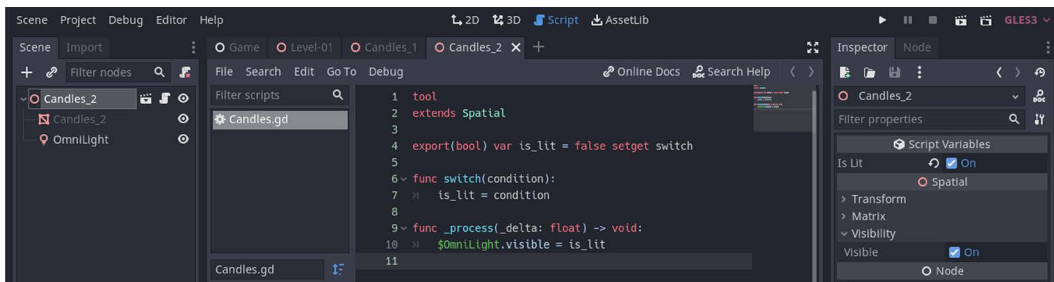 Scene Project Debug Editor Help 2D 3D Script AssetLib GLES3
Scene Import
Filter nodes
Candles_2
Candles_2
OmniLight
Game Level-01 Candles_1 Candles_2
File Search Edit Go To Debug Online Docs Search Help
Filter scripts
Candles.gd
Candles.gd
1 tool
2 extends Spatial
3
4 export(bool) var is_lit = false setget switch
5
6 func switch(condition):
7 is_lit = condition
8
9 func _process(_delta: float) -> void:
10 $OmniLight.visible = is_lit
11
Inspector Node
Candles_2
Filter properties
Script Variables
Is Lit On
Spatial
Transform
Matrix
Visibility
Visible On
Node